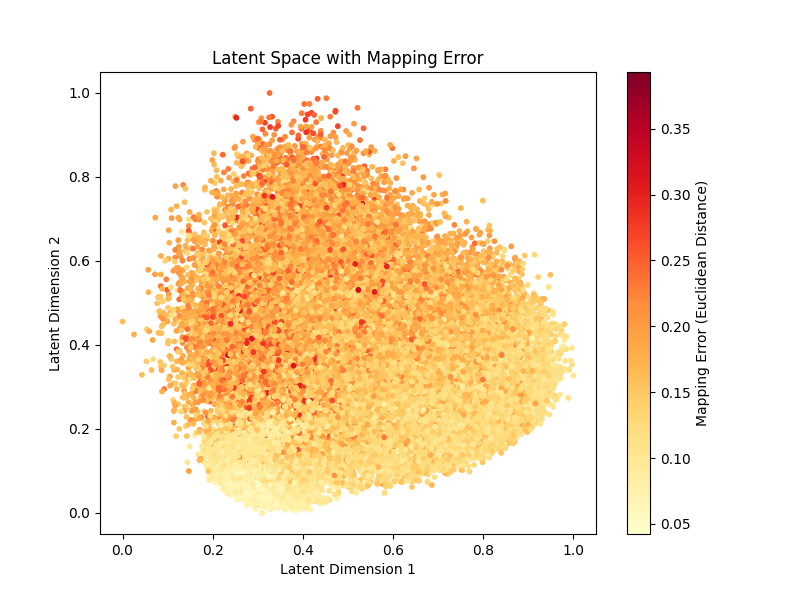 Latent Space with Mapping Error
1.0
0.8
0.6
0.4
0.2
0.0
Latent Dimension 2
0.0 0.2 0.4 0.6 0.8 1.0
Latent Dimension 1
0.35
0.30
0.25
0.20
0.15
0.10
0.05
Mapping Error (Euclidean Distance)